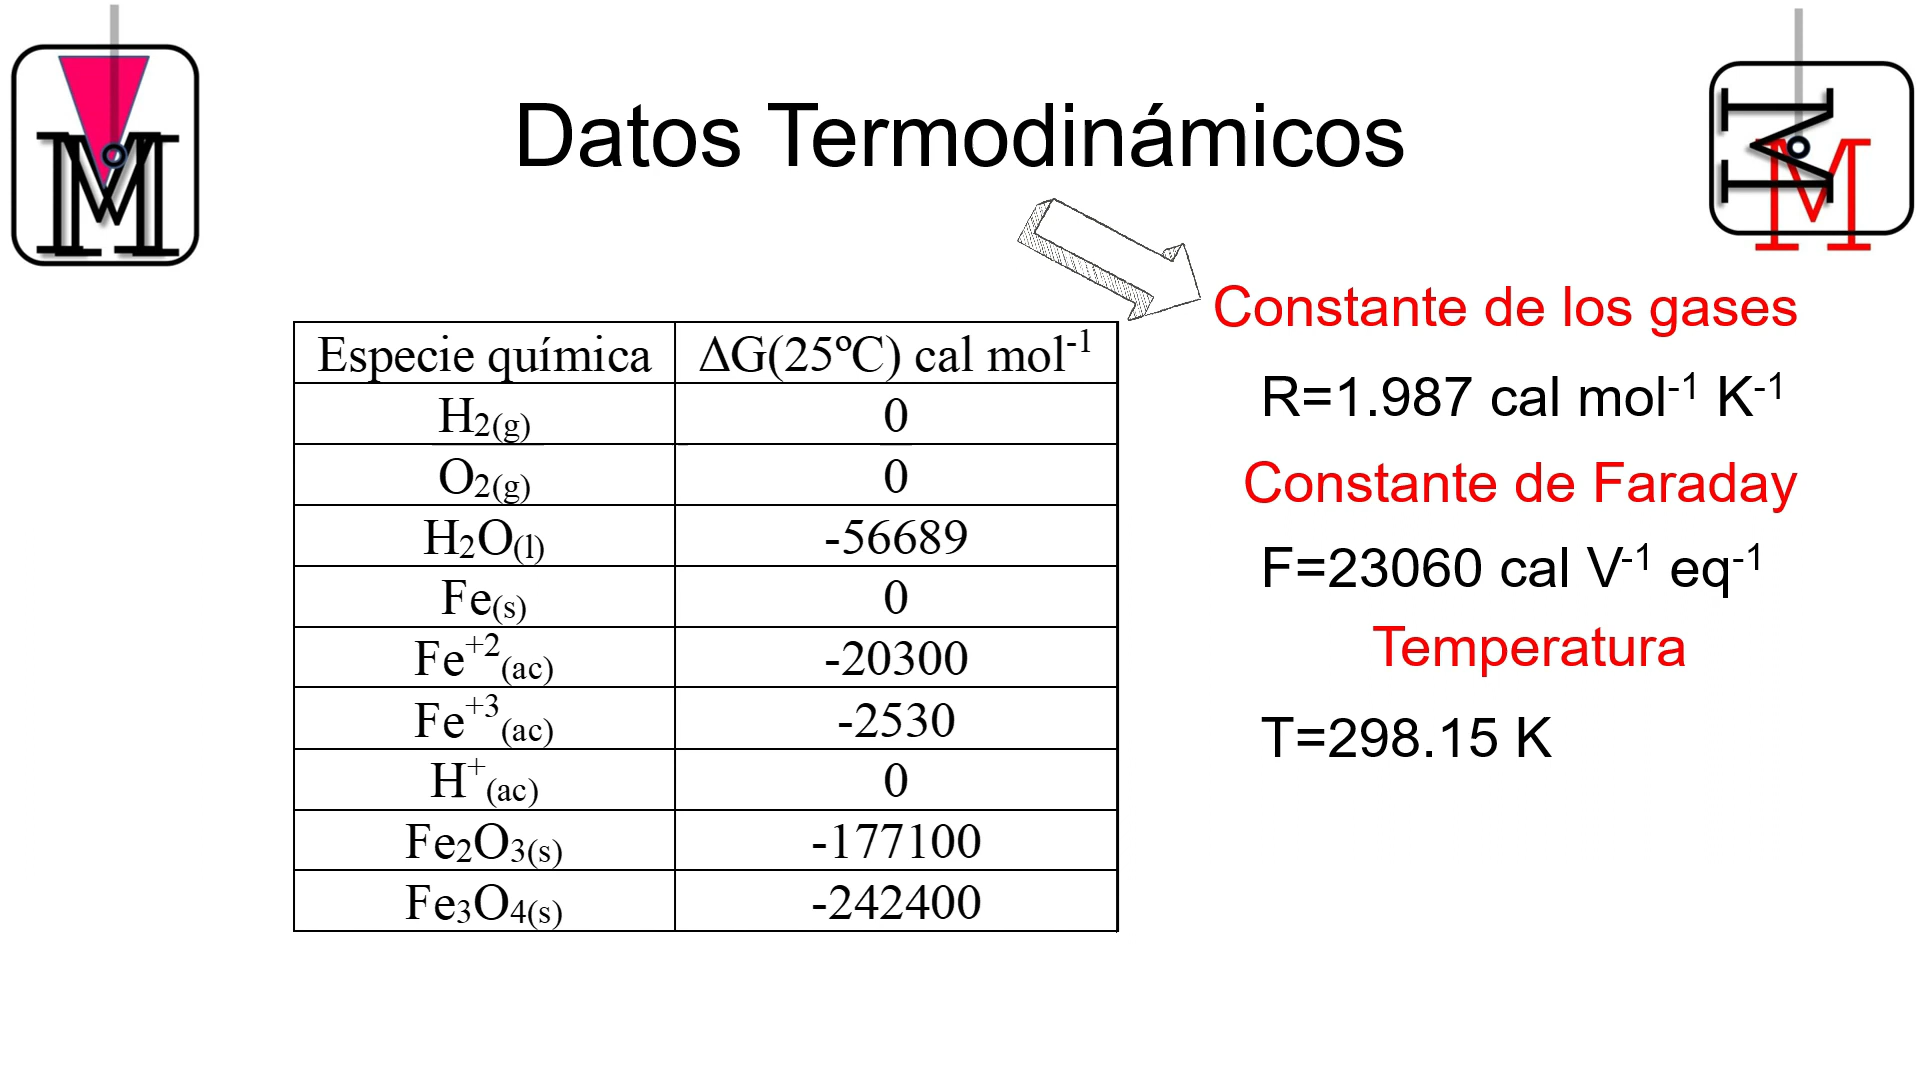 Datos Termodinámicos
Especie química ΔG(25ºC) cal mol⁻¹
H₂(g) 0
O₂(g) 0
H₂O(l) -56689
Fe(s) 0
Fe⁺²(ac) -20300
Fe⁺³(ac) -2530
H⁺(ac) 0
Fe₂O₃(s) -177100
Fe₃O₄(s) -242400
Constante de los gases
R=1.987 cal mol⁻¹ K⁻¹
Constante de Faraday
F=23060 cal V⁻¹ eq⁻¹
Temperatura
T=298.15 K
M
M
M